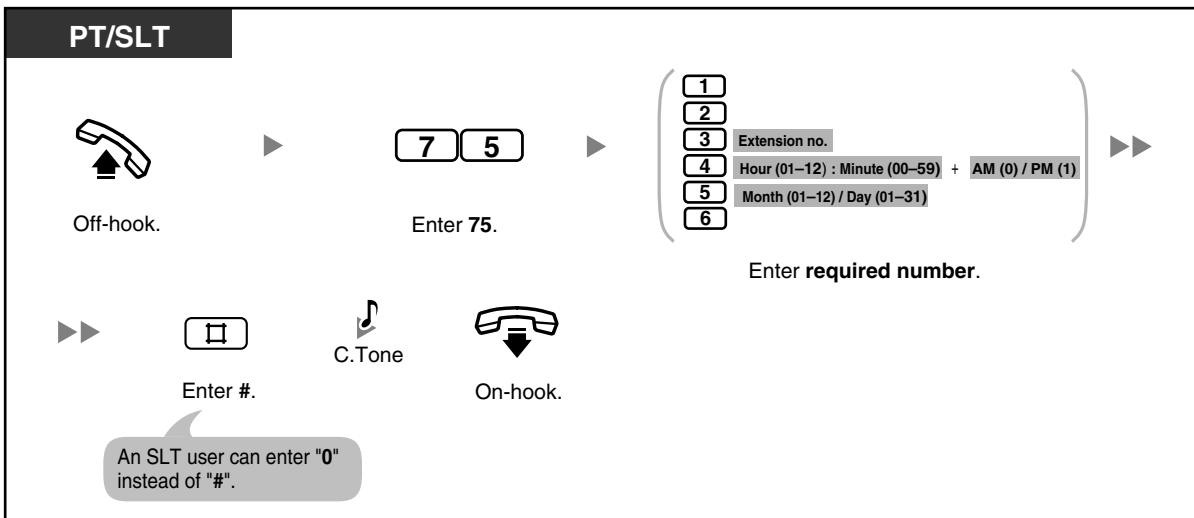 PT/SLT
7 5
1
2
3 Extension no.
4 Hour (01–12) : Minute (00–59) + AM (0) / PM (1)
5 Month (01–12) / Day (01–31)
6
Off-hook.
Enter 75.
Enter required number.
C.Tone
Enter #.
On-hook.
An SLT user can enter "0"
instead of "#".